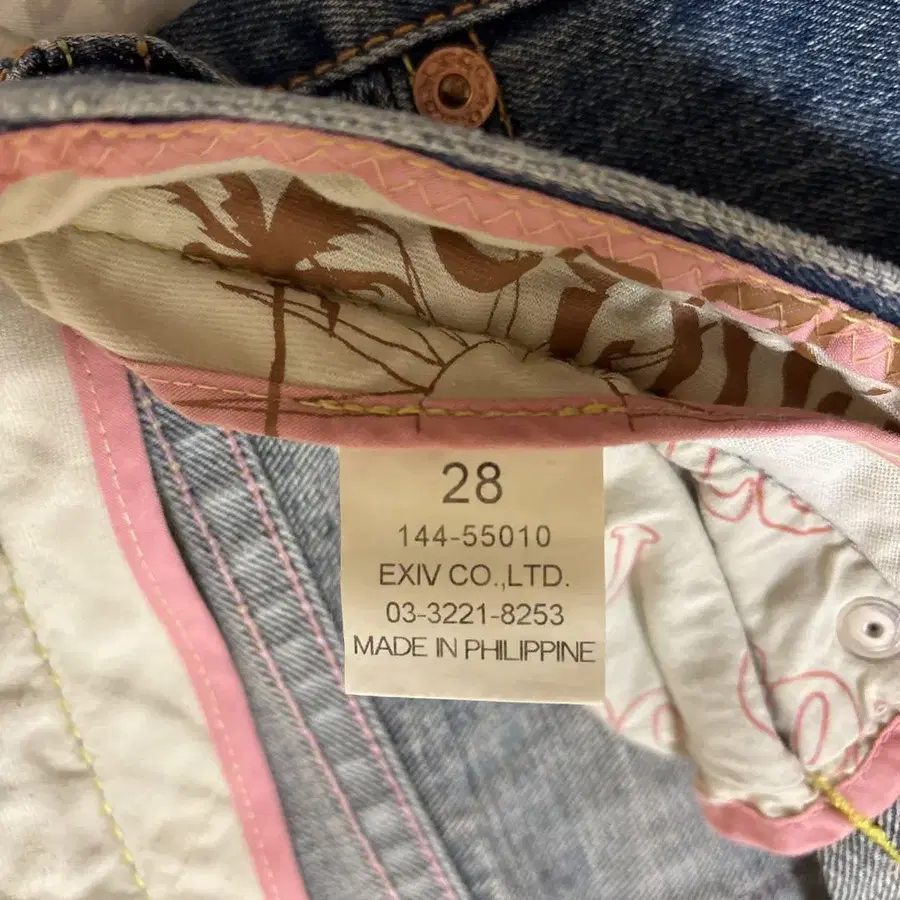 28
144-55010
EXIV CO.,LTD.
03-3221-8253
MADE IN PHILIPPINE